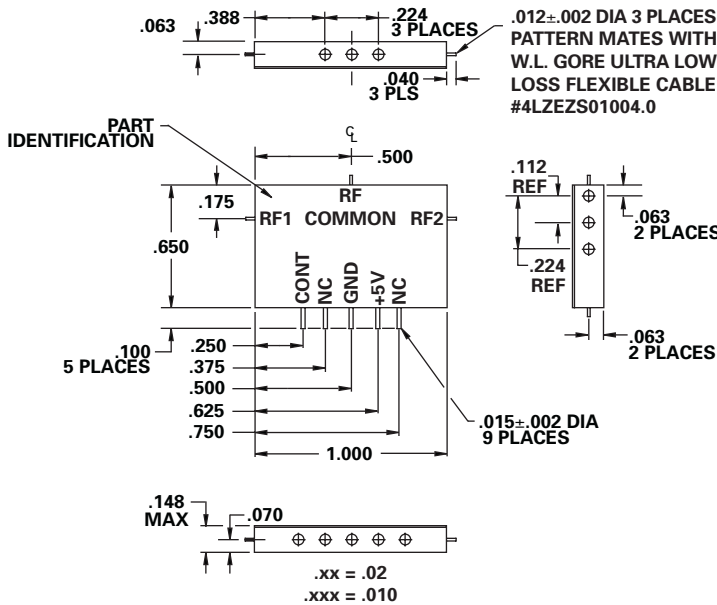 .063
.388
.224
3 PLACES
.040
3 PLS
.012±.002 DIA 3 PLACES
PATTERN MATES WITH
W.L. GORE ULTRA LOW
LOSS FLEXIBLE CABLE
#4LZEZS01004.0
PART
IDENTIFICATION
℄
.500
.175
.650
RF
RF1 COMMON RF2
CONT
NC
GND
+5V
NC
.112
REF
.224
REF
.063
2 PLACES
.063
2 PLACES
.100
5 PLACES
.250
.375
.500
.625
.750
1.000
.015±.002 DIA
9 PLACES
.148
MAX
.070
.xx = .02
.xxx = .010